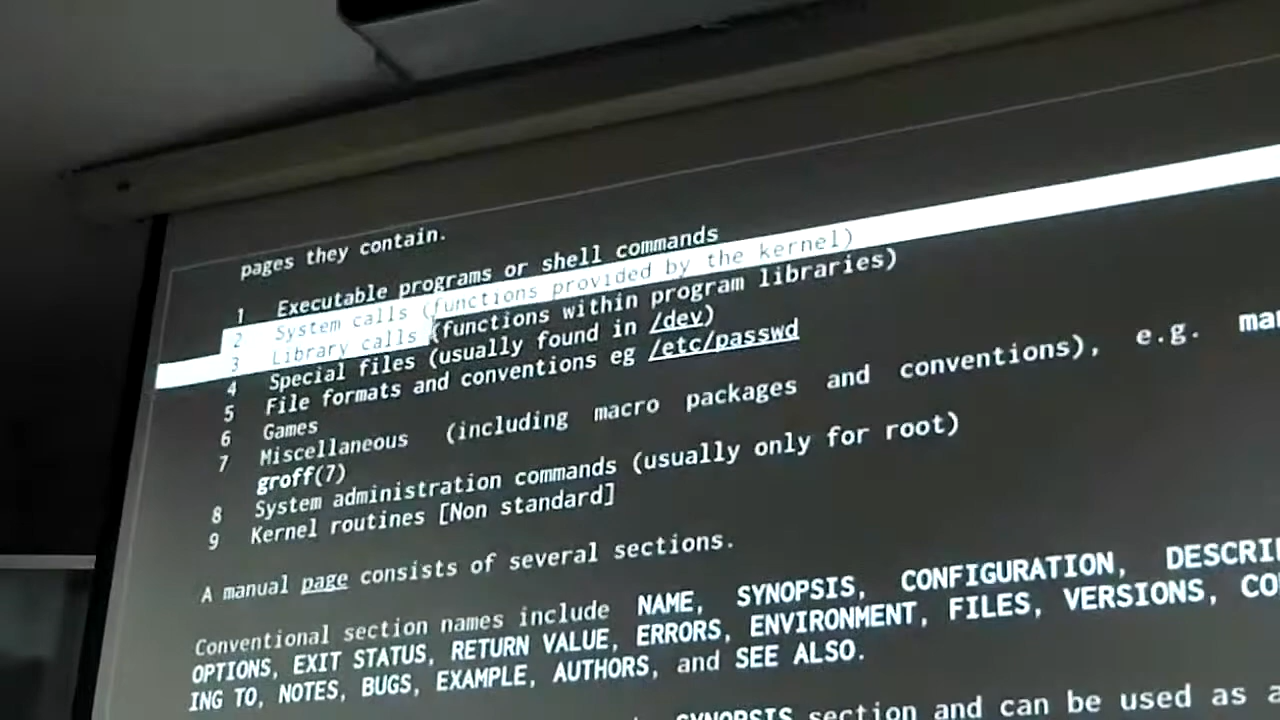 pages they contain.
1 Executable programs or shell commands
2 System calls (functions provided by the kernel)
3 Library calls (functions within program libraries)
4 Special files (usually found in /dev)
5 File formats and conventions eg /etc/passwd
6 Games
7 Miscellaneous (including macro packages and conventions), e.g. man
groff(7)
8 System administration commands (usually only for root)
9 Kernel routines [Non standard]
A manual page consists of several sections.
Conventional section names include NAME, SYNOPSIS, CONFIGURATION, DESCRI
OPTIONS, EXIT STATUS, RETURN VALUE, ERRORS, ENVIRONMENT, FILES, VERSIONS, CO
ING TO, NOTES, BUGS, EXAMPLE, AUTHORS, and SEE ALSO.
SYNOPSIS section and can be used as a